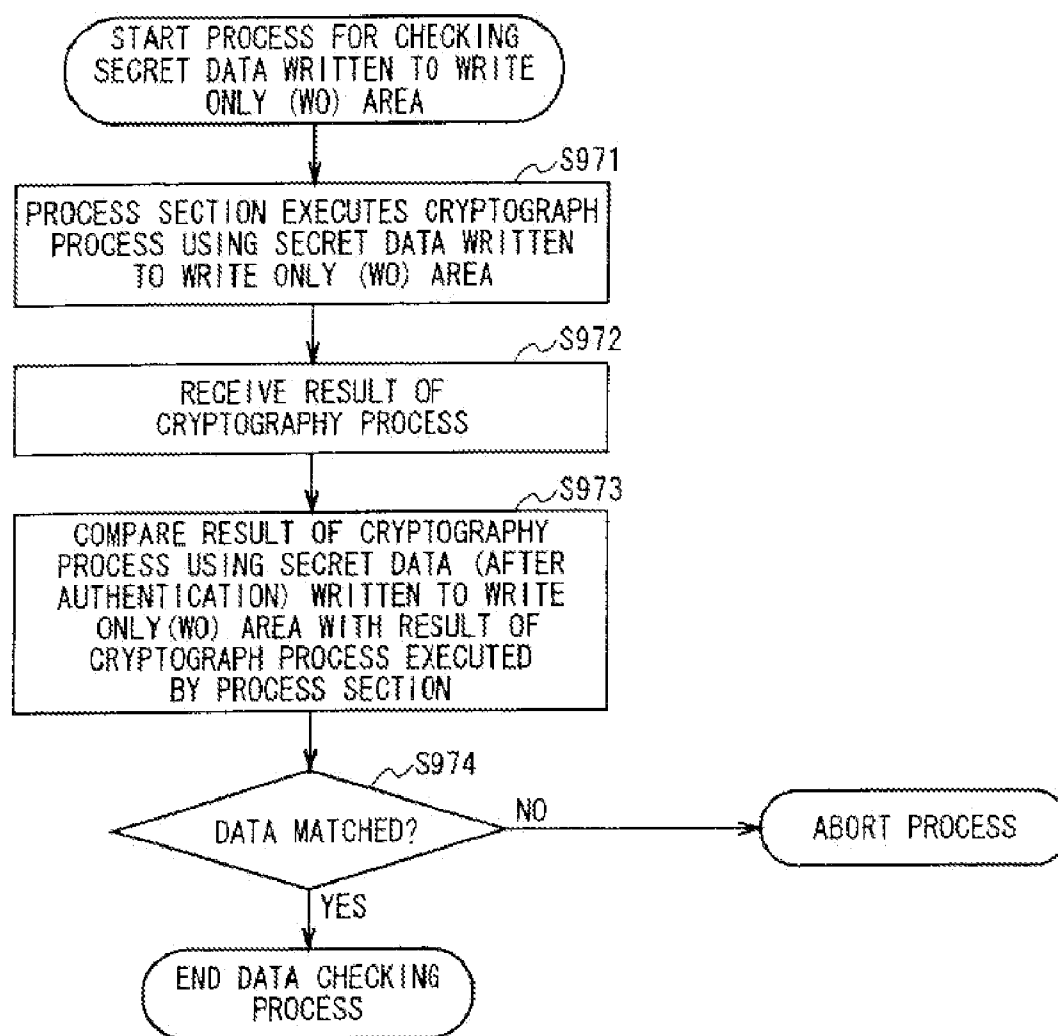 START PROCESS FOR CHECKING
SECRET DATA WRITTEN TO WRITE
ONLY (WO) AREA
S971
PROCESS SECTION EXECUTES CRYPTOGRAPH
PROCESS USING SECRET DATA WRITTEN
TO WRITE ONLY (WO) AREA
S972
RECEIVE RESULT OF
CRYPTOGRAPHY PROCESS
S973
COMPARE RESULT OF CRYPTOGRAPHY
PROCESS USING SECRET DATA (AFTER
AUTHENTICATION) WRITTEN TO WRITE
ONLY(WO) AREA WITH RESULT OF
CRYPTOGRAPH PROCESS EXECUTED
BY PROCESS SECTION
S974
DATA MATCHED?
NO
ABORT PROCESS
YES
END DATA CHECKING
PROCESS